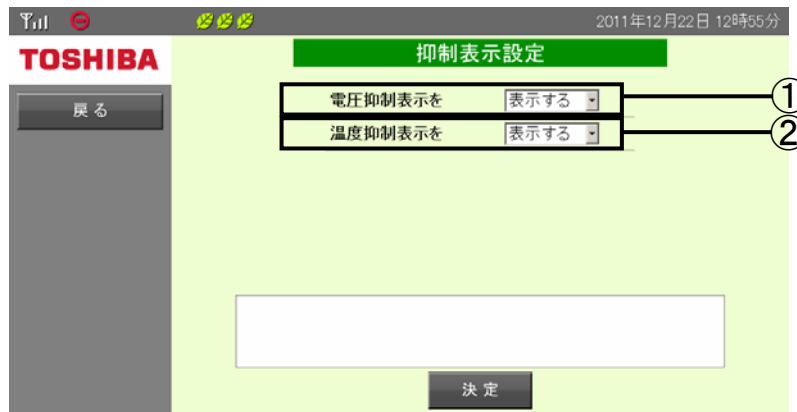 2011年12月22日 12時55分
TOSHIBA
抑制表示設定
戻る
電圧抑制表示を 表示する ①
温度抑制表示を 表示する ②
決定